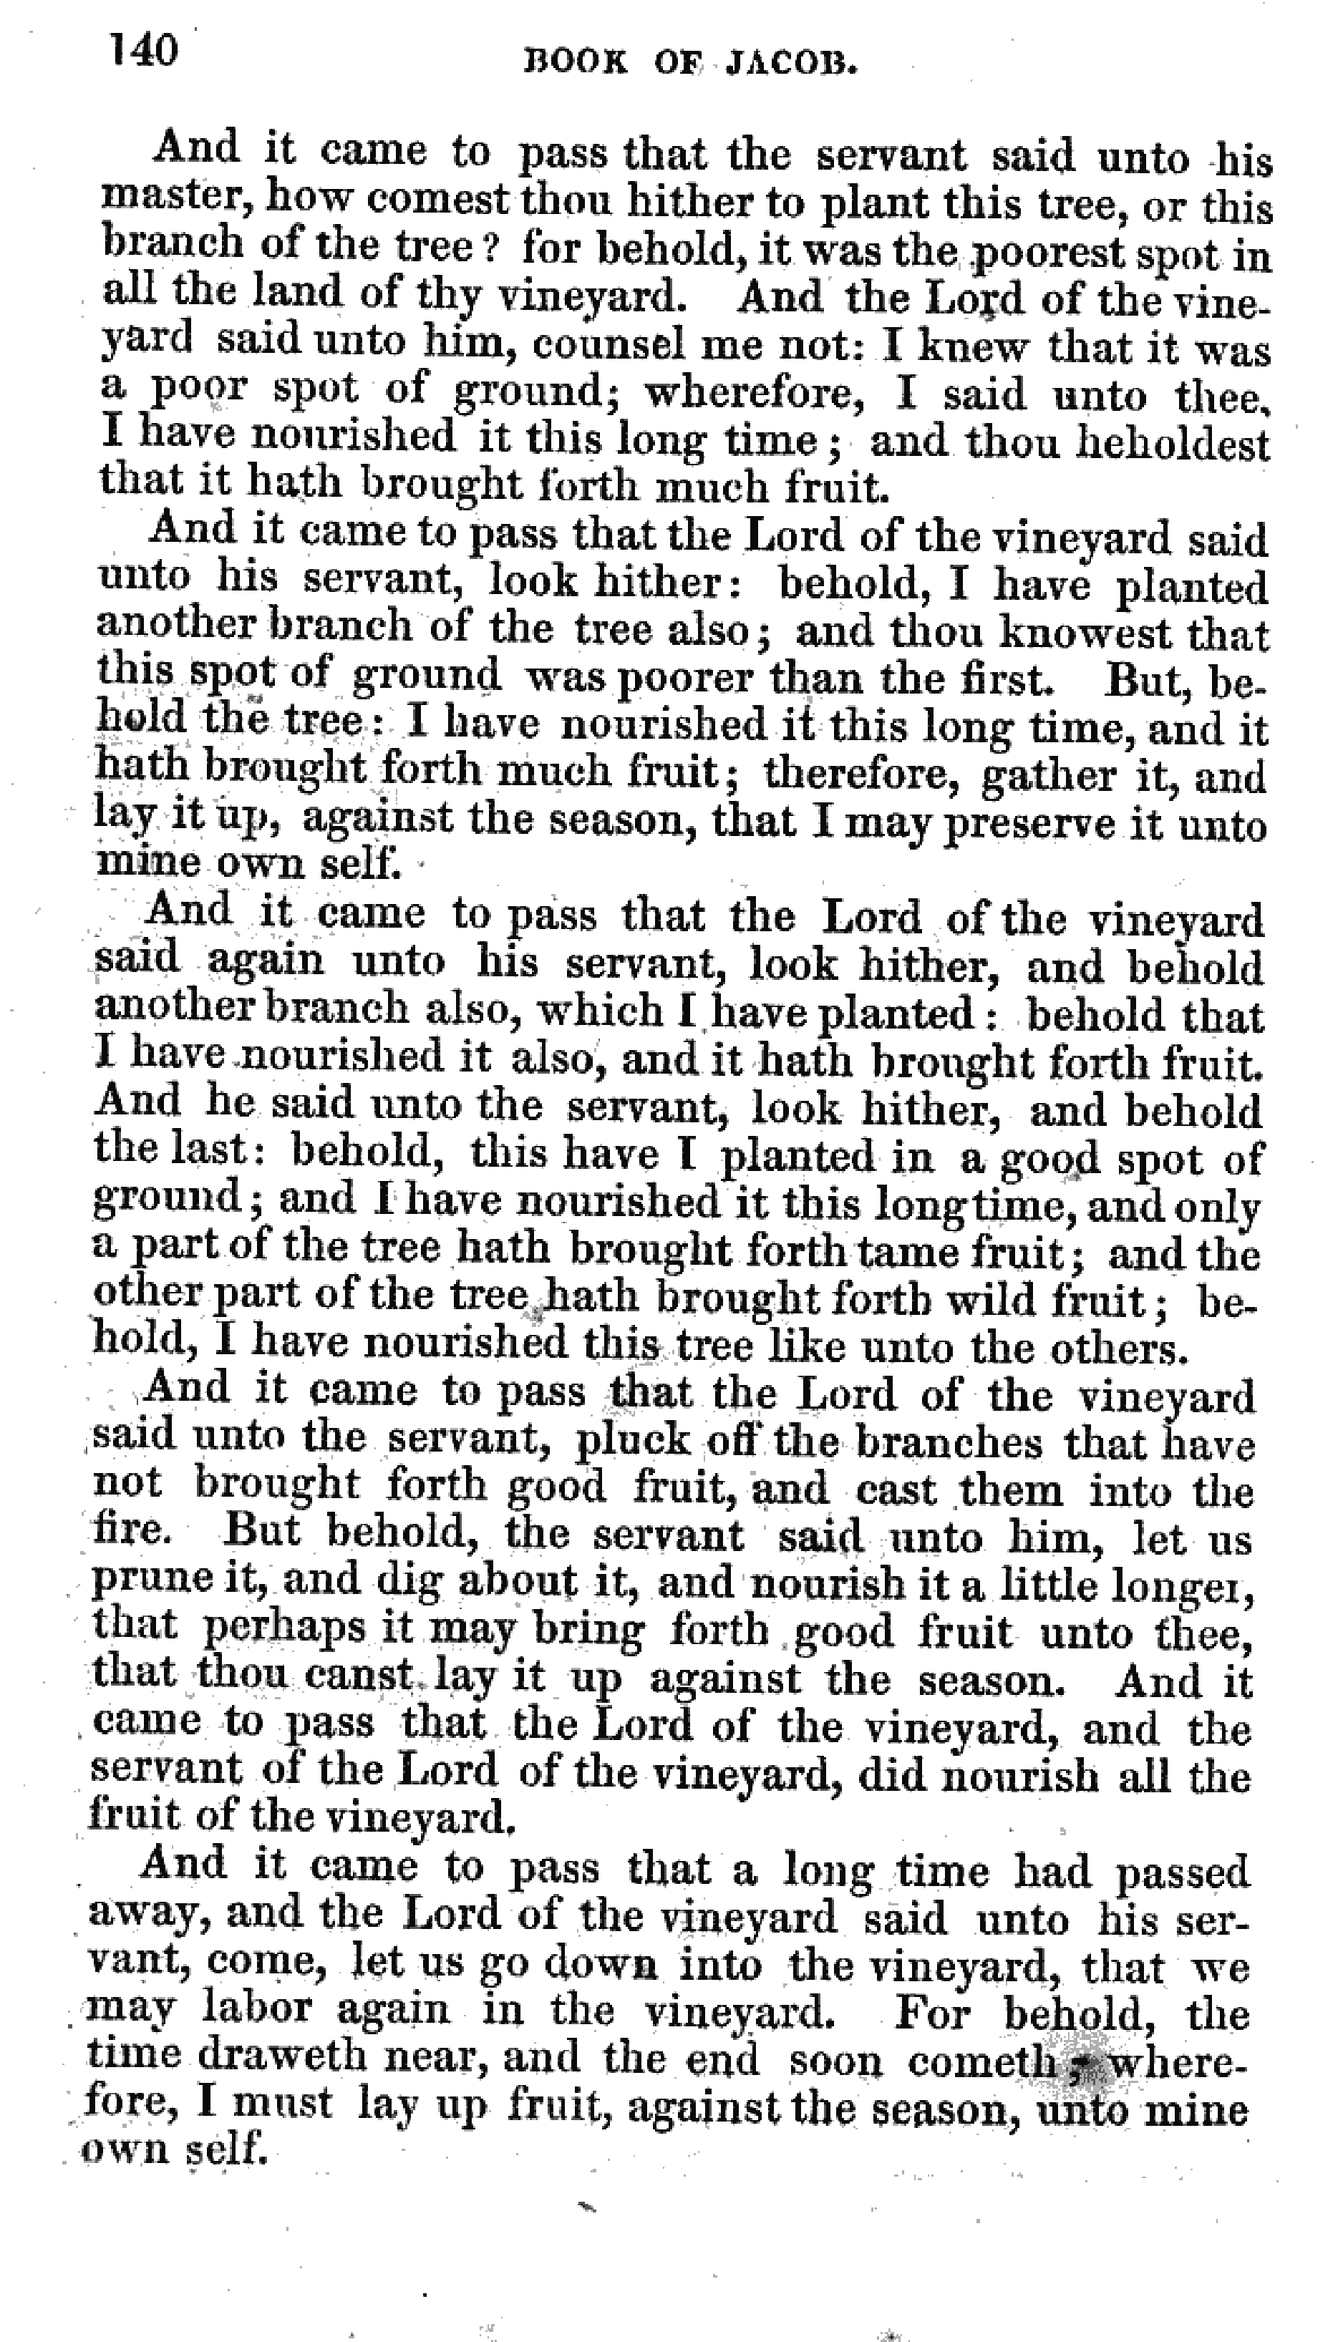 140
BOOK OF JACOB.
And it came to pass that the servant said unto his
master, how comest thou hither to plant this tree, or this
branch of the tree? for behold, it was the poorest spot in
all the land of thy vineyard. And the Lord of the vine-
yard said unto him, counsel me not: I knew that it was
a poor spot of ground; wherefore, I said unto thee,
I have nourished it this long time; and thou heholdest
that it hath brought forth much fruit.
And it came to pass that the Lord of the vineyard said
unto his servant, look hither: behold, I have planted
another branch of the tree also; and thou knowest that
this spot of ground was poorer than the first. But, be-
hold the tree: I have nourished it this long time, and it
hath brought forth much fruit; therefore, gather it, and
lay it up, against the season, that I may preserve it unto
mine own self.
And it came to pass that the Lord of the vineyard
said again unto his servant, look hither, and behold
another branch also, which I have planted: behold that
I have nourished it also, and it hath brought forth fruit.
And he said unto the servant, look hither, and behold
the last: behold, this have I planted in a good spot of
ground; and I have nourished it this long time, and only
a part of the tree hath brought forth tame fruit; and the
other part of the tree hath brought forth wild fruit; be-
hold, I have nourished this tree like unto the others.
And it came to pass that the Lord of the vineyard
said unto the servant, pluck off the branches that have
not brought forth good fruit, and cast them into the
fire. But behold, the servant said unto him, let us
prune it, and dig about it, and nourish it a little longer,
that perhaps it may bring forth good fruit unto thee,
that thou canst lay it up against the season. And it
came to pass that the Lord of the vineyard, and the
servant of the Lord of the vineyard, did nourish all the
fruit of the vineyard.
And it came to pass that a long time had passed
away, and the Lord of the vineyard said unto his ser-
vant, come, let us go down into the vineyard, that we
may labor again in the vineyard. For behold, the
time draweth near, and the end soon cometh; where-
fore, I must lay up fruit, against the season, unto mine
own self.